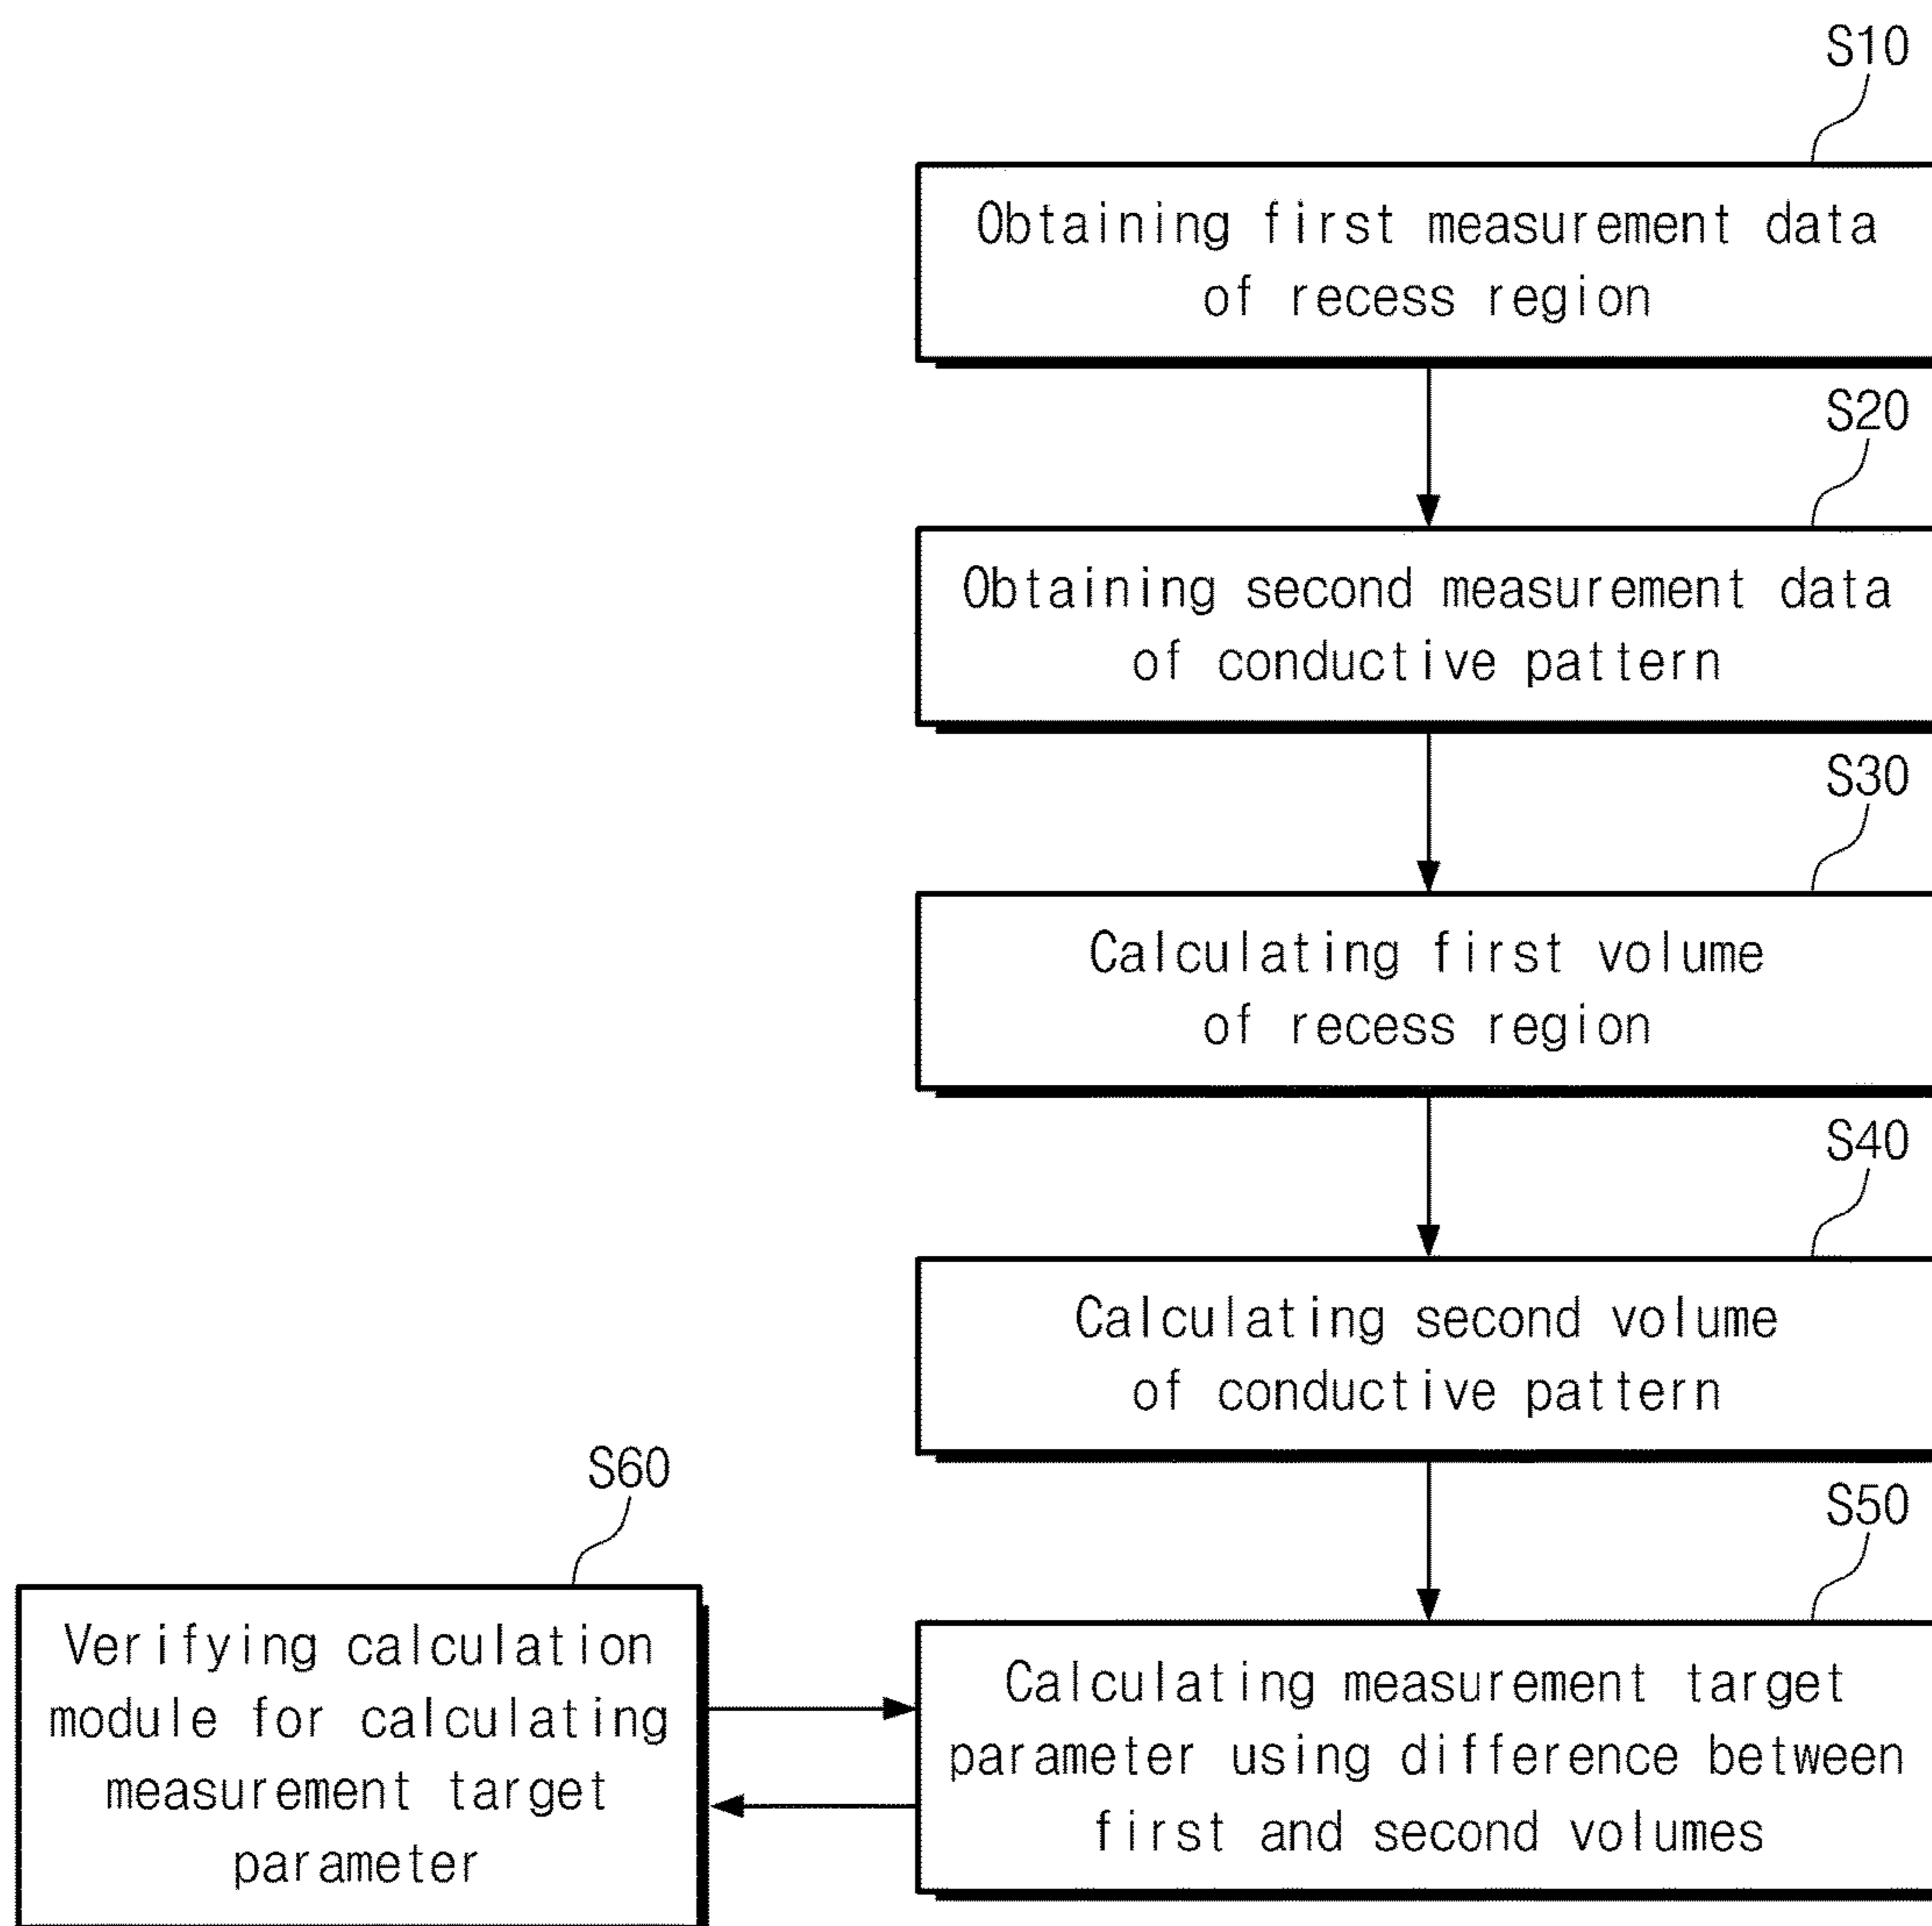 S10
Obtaining first measurement data
of recess region
S20
Obtaining second measurement data
of conductive pattern
S30
Calculating first volume
of recess region
S40
Calculating second volume
of conductive pattern
S50
Calculating measurement target
parameter using difference between
first and second volumes
S60
Verifying calculation
module for calculating
measurement target
parameter